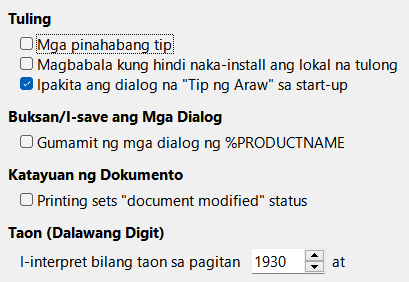 Tuling
Mga pinahabang tip
Magbabala kung hindi naka-install ang lokal na tulong
Ipakita ang dialog na "Tip ng Araw" sa start-up
Buksan/I-save ang Mga Dialog
Gumamit ng mga dialog ng %PRODUCTNAME
Katayuan ng Dokumento
Printing sets "document modified" status
Taon (Dalawang Digit)
I-interpret bilang taon sa pagitan 1930 at